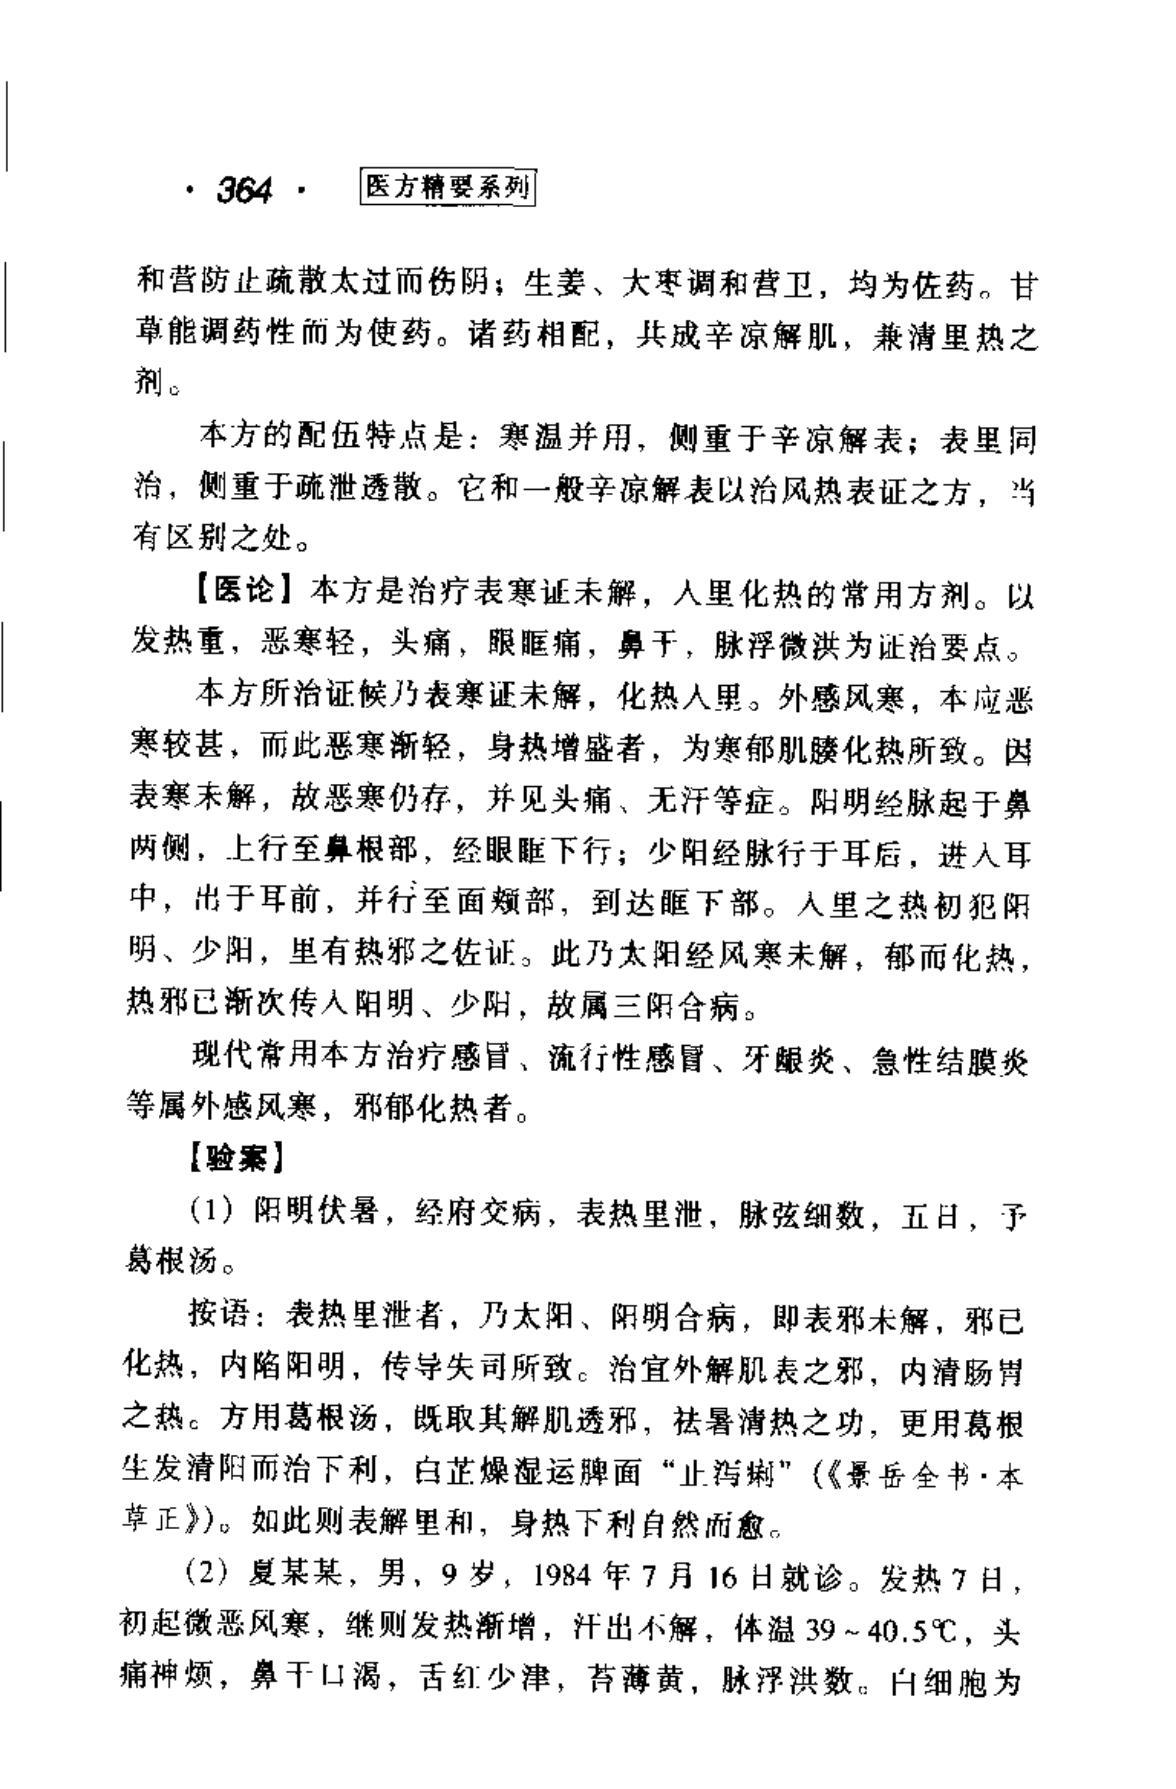 · 364 · 医方精要系列
和营防止疏散太过而伤阴；生姜、大枣调和营卫，均为佐药。甘
草能调药性而为使药。诸药相配，共成辛凉解肌，兼清里热之
剂。
本方的配伍特点是：寒温并用，侧重于辛凉解表；表里同
治，侧重于疏泄透散。它和一般辛凉解表以治风热表证之方，当
有区别之处。
【医论】本方是治疗表寒证未解，入里化热的常用方剂。以
发热重，恶寒轻，头痛，眼眶痛，鼻干，脉浮微洪为证治要点。
本方所治证候乃表寒证未解，化热入里。外感风寒，本应恶
寒较甚，而此恶寒渐轻，身热增盛者，为寒郁肌腠化热所致。因
表寒未解，故恶寒仍存，并见头痛、无汗等症。阳明经脉起于鼻
两侧，上行至鼻根部，经眼眶下行；少阳经脉行于耳后，进入耳
中，出于耳前，并行至面颊部，到达眶下部。入里之热初犯阳
明、少阳，里有热邪之佐证。此乃太阳经风寒未解，郁而化热，
热邪已渐次传入阳明、少阳，故属三阳合病。
现代常用本方治疗感冒、流行性感冒、牙龈炎、急性结膜炎
等属外感风寒，邪郁化热者。
【验案】
(1) 阳明伏暑，经府交病，表热里泄，脉弦细数，五日，予
葛根汤。
按语：表热里泄者，乃太阳、阳明合病，即表邪未解，邪已
化热，内陷阳明，传导失司所致。治宜外解肌表之邪，内清肠胃
之热。方用葛根汤，既取其解肌透邪，祛暑清热之功，更用葛根
生发清阳而治下利，白芷燥湿运脾面“止泻痢”(《景岳全书·本
草正》)。如此则表解里和，身热下利自然而愈。
(2) 夏某某，男，9 岁，1984 年 7 月 16 日就诊。发热 7 日，
初起微恶风寒，继则发热渐增，汗出不解，体温 39～40.5℃，头
痛神烦，鼻干口渴，舌红少津，苔薄黄，脉浮洪数。白细胞为